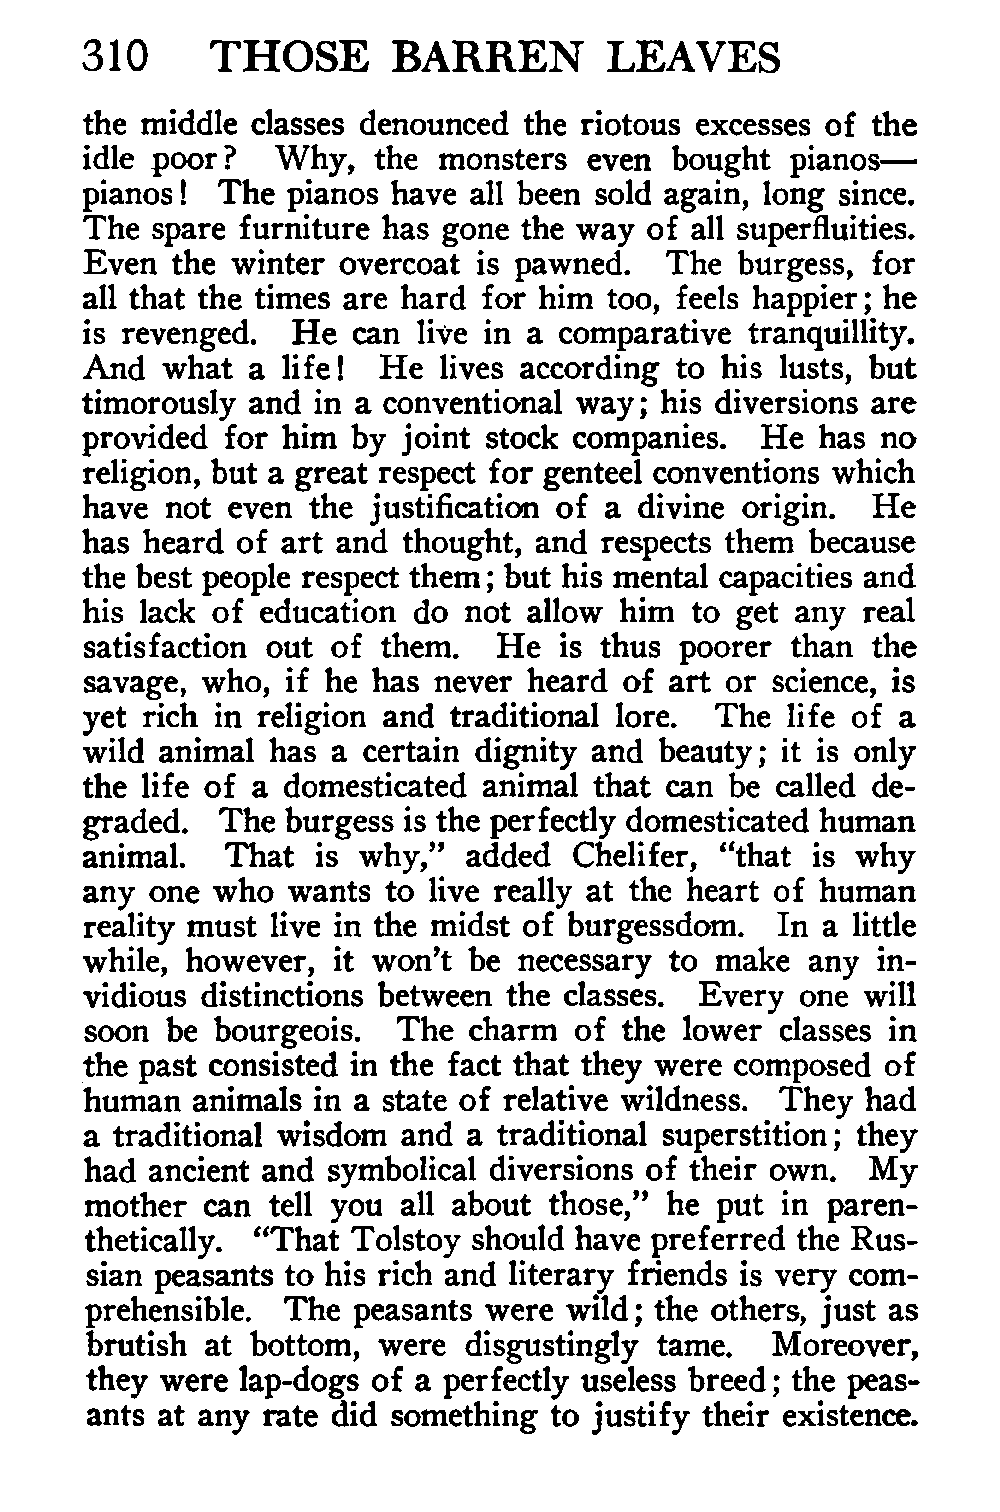 310 THOSE BARREN LEAVES
the middle classes denounced the riotous excesses of the
idle poor? Why, the monsters even bought pianos—
pianos! The pianos have all been sold again, long since.
The spare furniture has gone the way of all superfluities.
Even the winter overcoat is pawned. The burgess, for
all that the times are hard for him too, feels happier; he
is revenged. He can live in a comparative tranquillity.
And what a life! He lives according to his lusts, but
timorously and in a conventional way; his diversions are
provided for him by joint stock companies. He has no
religion, but a great respect for genteel conventions which
have not even the justification of a divine origin. He
has heard of art and thought, and respects them because
the best people respect them; but his mental capacities and
his lack of education do not allow him to get any real
satisfaction out of them. He is thus poorer than the
savage, who, if he has never heard of art or science, is
yet rich in religion and traditional lore. The life of a
wild animal has a certain dignity and beauty; it is only
the life of a domesticated animal that can be called de-
graded. The burgess is the perfectly domesticated human
animal. That is why," added Chelifer, "that is why
any one who wants to live really at the heart of human
reality must live in the midst of burgessdom. In a little
while, however, it won't be necessary to make any in-
vidious distinctions between the classes. Every one will
soon be bourgeois. The charm of the lower classes in
the past consisted in the fact that they were composed of
human animals in a state of relative wildness. They had
a traditional wisdom and a traditional superstition; they
had ancient and symbolical diversions of their own. My
mother can tell you all about those," he put in paren-
thetically. "That Tolstoy should have preferred the Rus-
sian peasants to his rich and literary friends is very com-
prehensible. The peasants were wild; the others, just as
brutish at bottom, were disgustingly tame. Moreover,
they were lap-dogs of a perfectly useless breed; the peas-
ants at any rate did something to justify their existence.